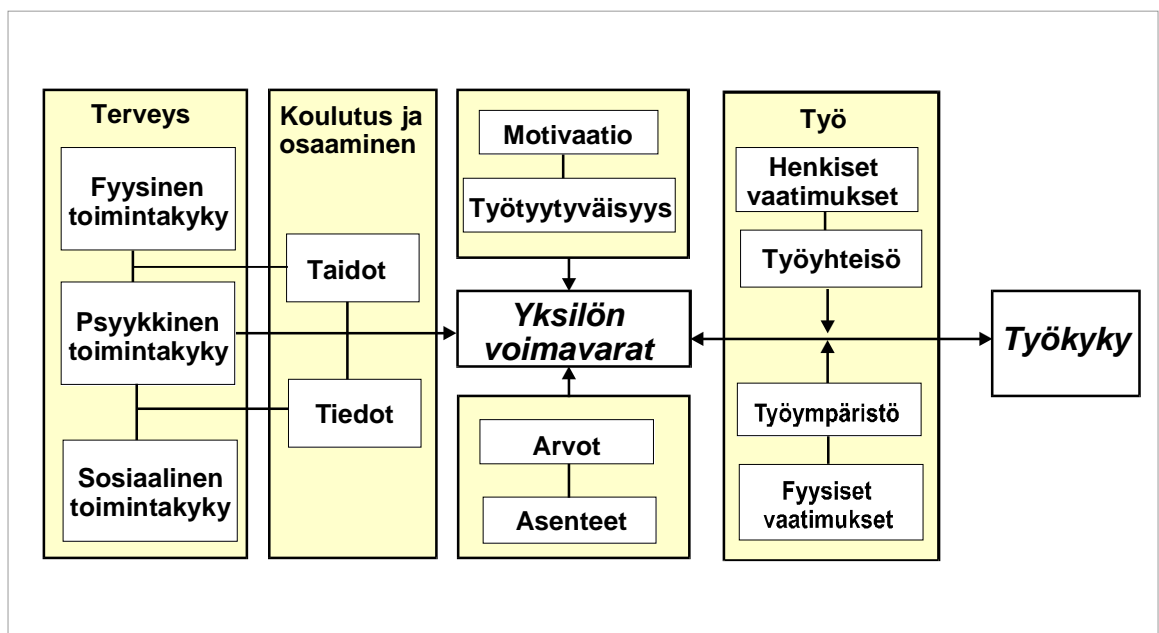 Terveys
Fyysinen
toimintakyky
Psyykkinen
toimintakyky
Sosiaalinen
toimintakyky
Koulutus ja
osaaminen
Taidot
Tiedot
Motivaatio
Työtyytyväisyys
Yksilön
voimavarat
Arvot
Asenteet
Työ
Henkiset
vaatimukset
Työyhteisö
Työympäristö
Fyysiset
vaatimukset
Työkyky